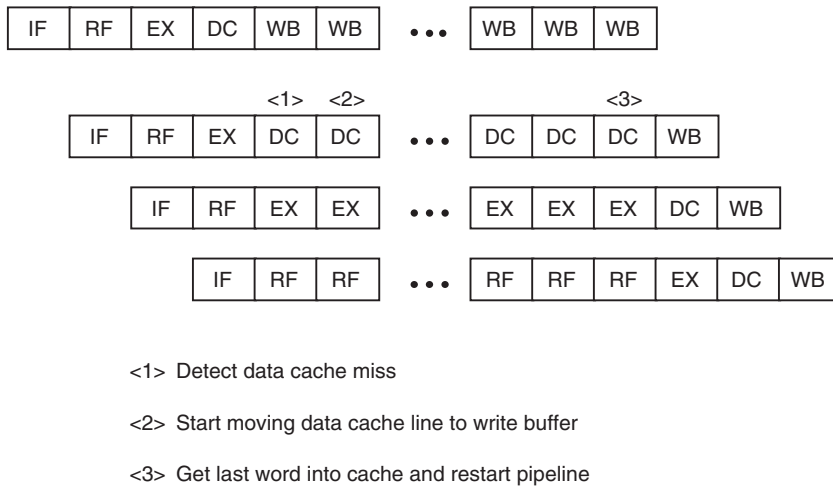 IF RF EX DC WB WB ••• WB WB WB
<1> <2> <3>
IF RF EX DC DC ••• DC DC DC WB
IF RF EX EX ••• EX EX EX DC WB
IF RF RF ••• RF RF RF EX DC WB
<1> Detect data cache miss
<2> Start moving data cache line to write buffer
<3> Get last word into cache and restart pipeline